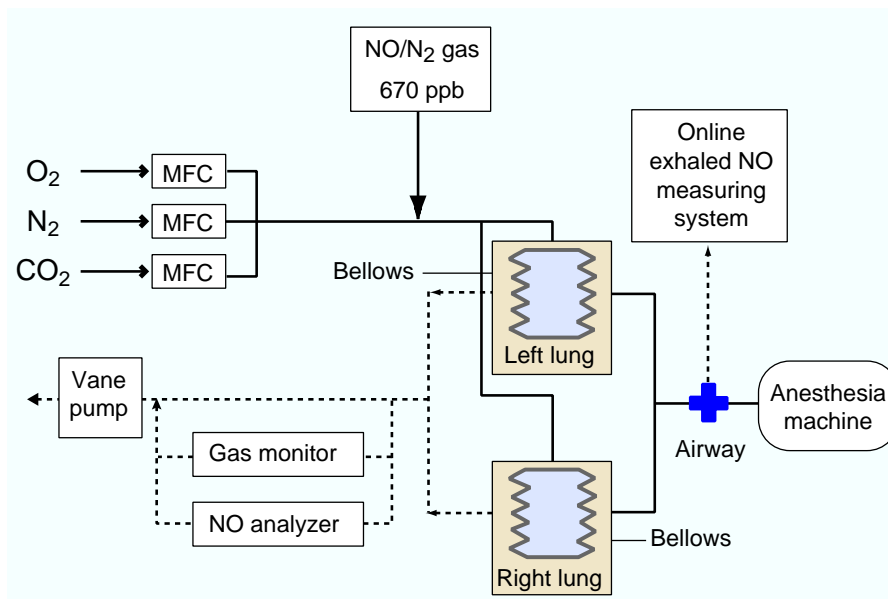 NO/N₂ gas
670 ppb
Online
exhaled NO
measuring
system
O₂
MFC
N₂
MFC
CO₂
MFC
Bellows
Left lung
Vane
pump
Anesthesia
machine
Airway
Gas monitor
NO analyzer
Bellows
Right lung